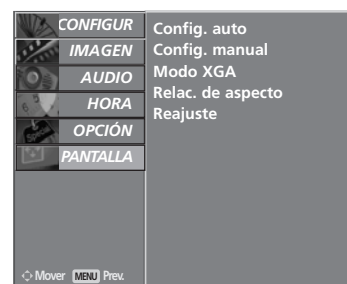 CONFIGUR
IMAGEN
AUDIO
HORA
OPCIÓN
PANTALLA
Config. auto
Config. manual
Modo XGA
Relac. de aspecto
Reajuste
Mover MENU Prev.